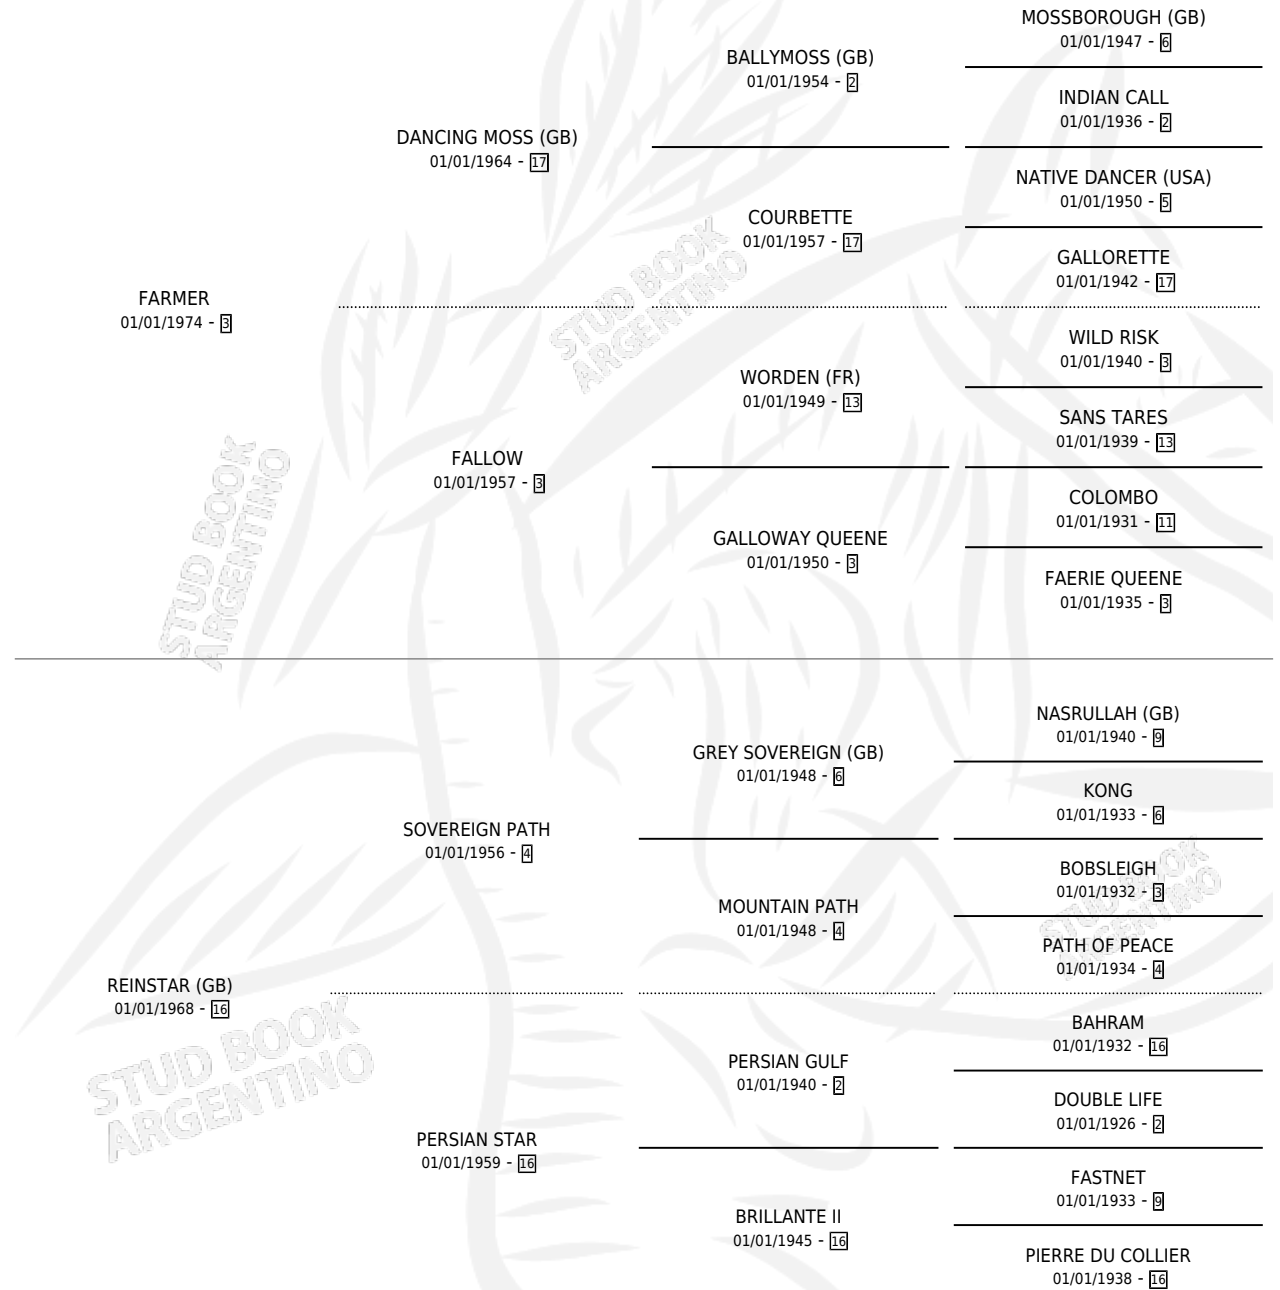 MOSSBOROUGH (GB)
01/01/1947 - 6
BALLYMOSS (GB)
01/01/1954 - 2
INDIAN CALL
01/01/1936 - 2
DANCING MOSS (GB)
01/01/1964 - 17
NATIVE DANCER (USA)
01/01/1950 - 5
COURBETTE
01/01/1957 - 17
GALLORETTE
01/01/1942 - 17
FARMER
01/01/1974 - 3
WILD RISK
01/01/1940 - 3
WORDEN (FR)
01/01/1949 - 13
SANS TARES
01/01/1939 - 13
FALLOW
01/01/1957 - 3
COLOMBO
01/01/1931 - 11
GALLOWAY QUEENE
01/01/1950 - 3
FAERIE QUEENE
01/01/1935 - 3
STUD BOOK
ARGENTINO
STUD BOOK
ARGENTINO
NASRULLAH (GB)
01/01/1940 - 9
GREY SOVEREIGN (GB)
01/01/1948 - 6
KONG
01/01/1933 - 6
SOVEREIGN PATH
01/01/1956 - 4
BOBSLEIGH
01/01/1932 - 3
MOUNTAIN PATH
01/01/1948 - 4
PATH OF PEACE
01/01/1934 - 4
REINSTAR (GB)
01/01/1968 - 16
BAHRAM
01/01/1932 - 16
PERSIAN GULF
01/01/1940 - 2
DOUBLE LIFE
01/01/1926 - 2
PERSIAN STAR
01/01/1959 - 16
FASTNET
01/01/1933 - 9
BRILLANTE II
01/01/1945 - 16
PIERRE DU COLLIER
01/01/1938 - 16
STUD BOOK
ARGENTINO
STUD BOOK
ARGENTINO